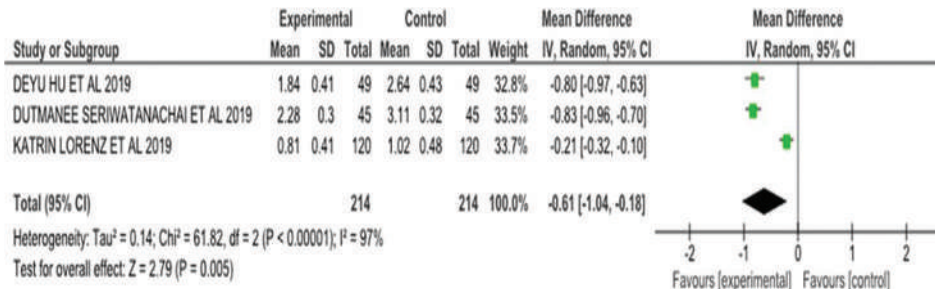 Experimental Control Mean Difference Mean Difference
Study or Subgroup Mean SD Total Mean SD Total Weight IV, Random, 95% CI IV, Random, 95% CI
DEYU HU ET AL 2019 1.84 0.41 49 2.64 0.43 49 32.8% -0.80 [-0.97, -0.63]
DUTMANEE SERIWATANACHAI ET AL 2019 2.28 0.3 45 3.11 0.32 45 33.5% -0.83 [-0.96, -0.70]
KATRIN LORENZ ET AL 2019 0.81 0.41 120 1.02 0.48 120 33.7% -0.21 [-0.32, -0.10]
Total (95% CI) 214 214 100.0% -0.61 [-1.04, -0.18]
Heterogeneity: Tau² = 0.14; Chi² = 61.82, df = 2 (P < 0.00001); I² = 97%
Test for overall effect: Z = 2.79 (P = 0.005)
-2 -1 0 1 2
Favours [experimental] Favours [control]